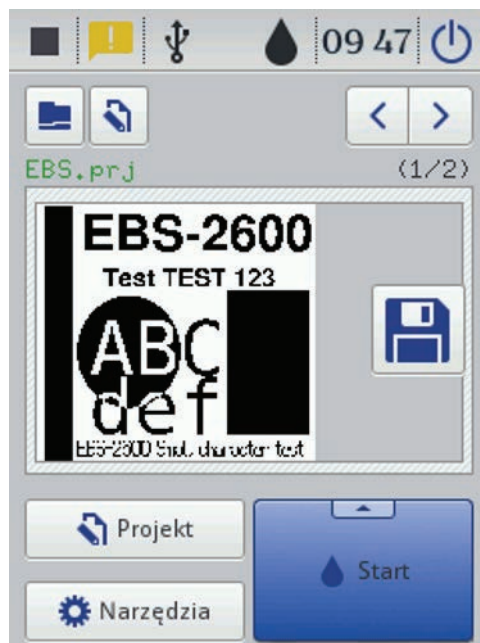 09 47
EBS.prj (1/2)
EBS-2600
Test TEST 123
ABC
def
EBS-2600 character test
Projekt
Start
Narzędzia